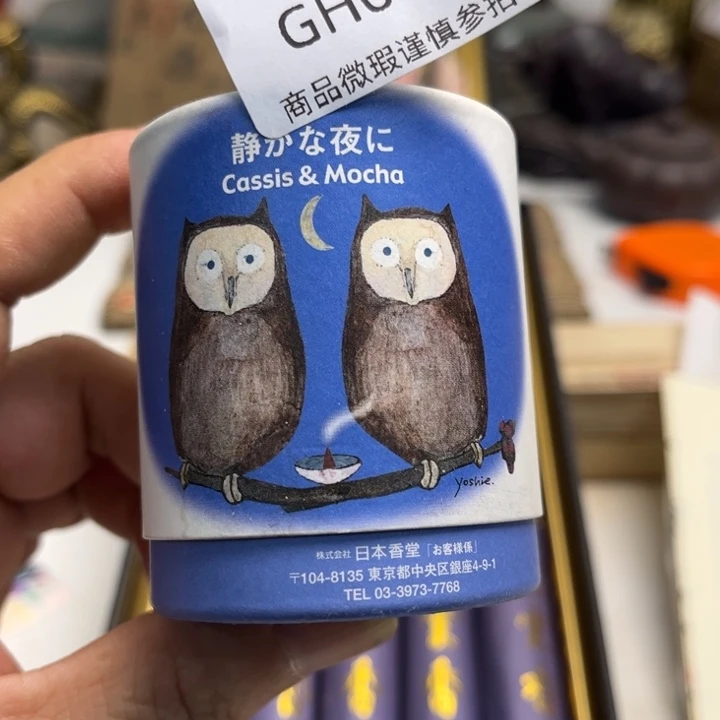 商品微瑕谨慎参拍
静かな夜に
Cassis & Mocha
yoshie.
株式会社 日本香堂「お客様係」
〒104-8135 東京都中央区銀座4-9-1
TEL 03-3973-7768